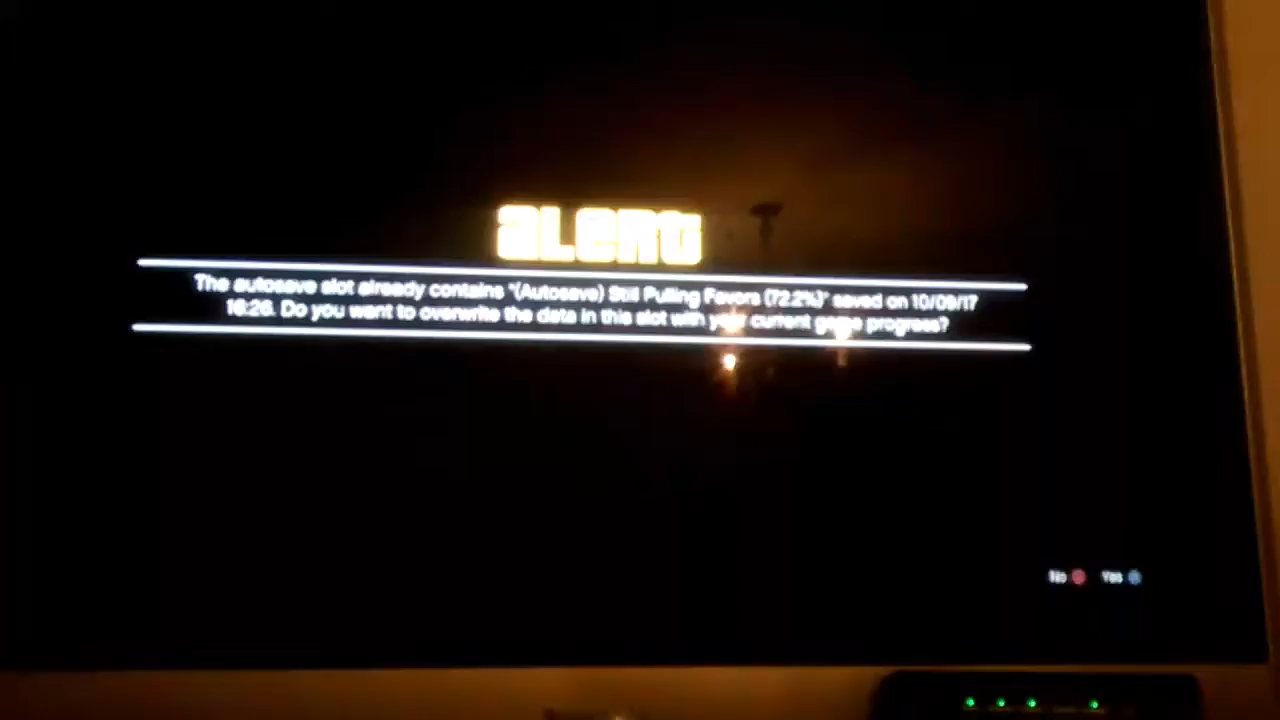 alert
The autosave slot already contains "(Autosave) Still Pulling Favors (72.2%)" saved on 10/09/17
16:26. Do you want to overwrite the data in this slot with your current game progress?
No Yes